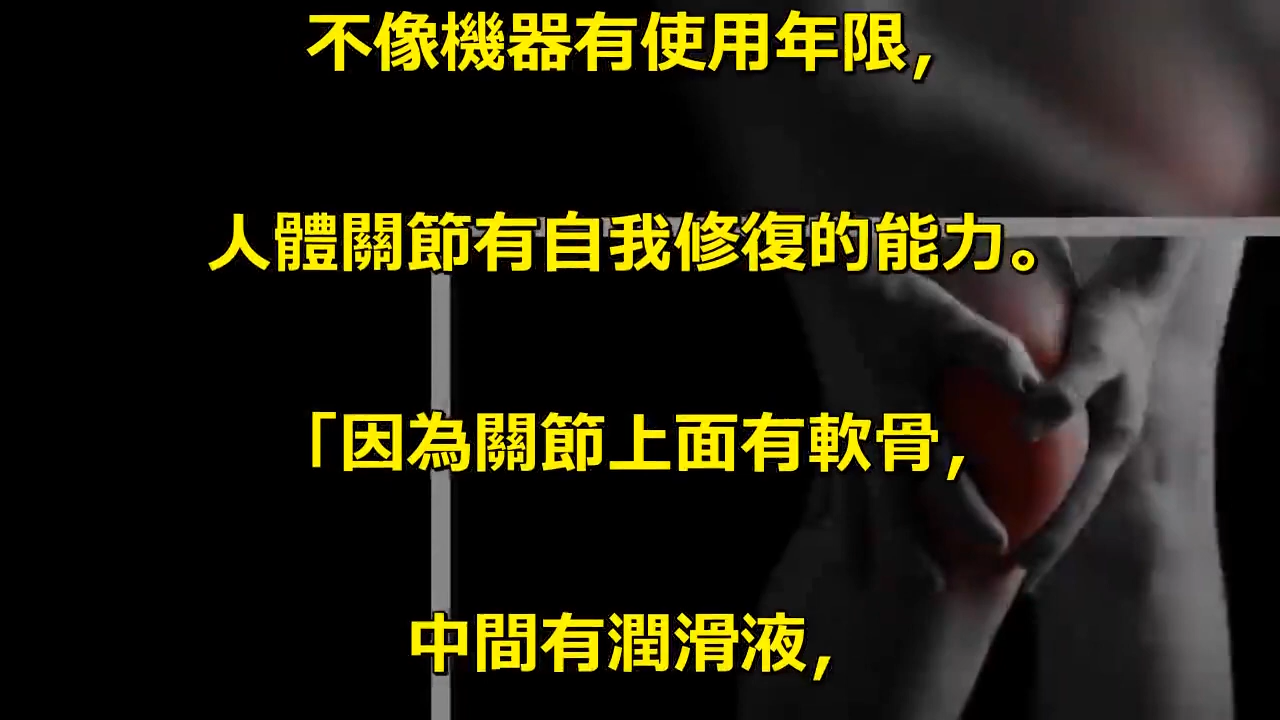 不像機器有使用年限，
人體關節有自我修復的能力。
「因為關節上面有軟骨，
中間有潤滑液，